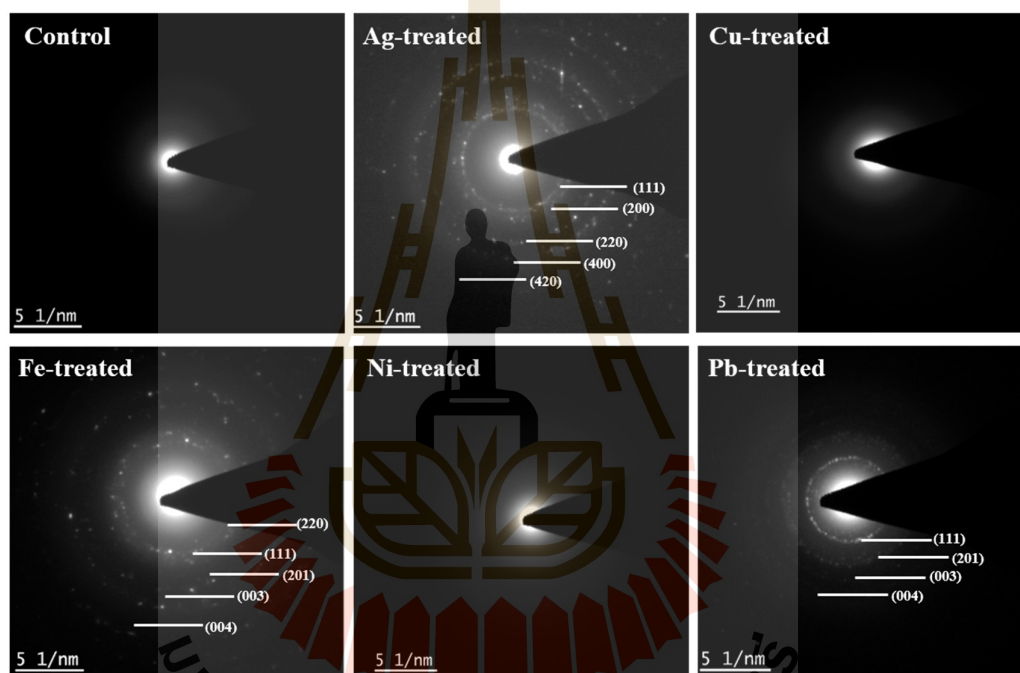 Control
Ag-treated
Cu-treated
(111)
(200)
(220)
(400)
(420)
5 1/nm
5 1/nm
5 1/nm
Fe-treated
Ni-treated
Pb-treated
(220)
(111)
(201)
(003)
(004)
(111)
(201)
(003)
(004)
5 1/nm
5 1/nm
5 1/nm